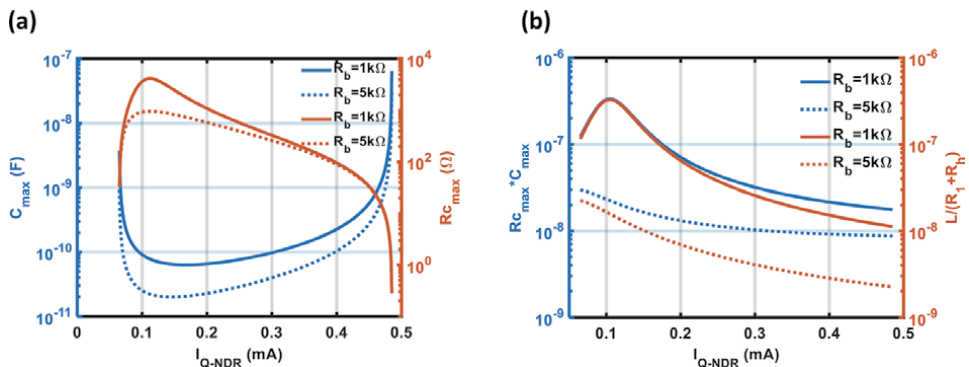 (a)
10^-7
10^-8
10^-9
10^-10
10^-11
C_max (F)
10^4
10^2
10^0
Rc_max (Ω)
R_b=1kΩ
R_b=5kΩ
R_b=1kΩ
R_b=5kΩ
0 0.1 0.2 0.3 0.4 0.5
I_Q-NDR (mA)
(b)
10^-6
10^-7
10^-8
10^-9
Rc_max*C_max
10^-6
10^-7
10^-8
10^-9
L/(R_1+R_b)
R_b=1kΩ
R_b=5kΩ
R_b=1kΩ
R_b=5kΩ
0.1 0.2 0.3 0.4 0.5
I_Q-NDR (mA)